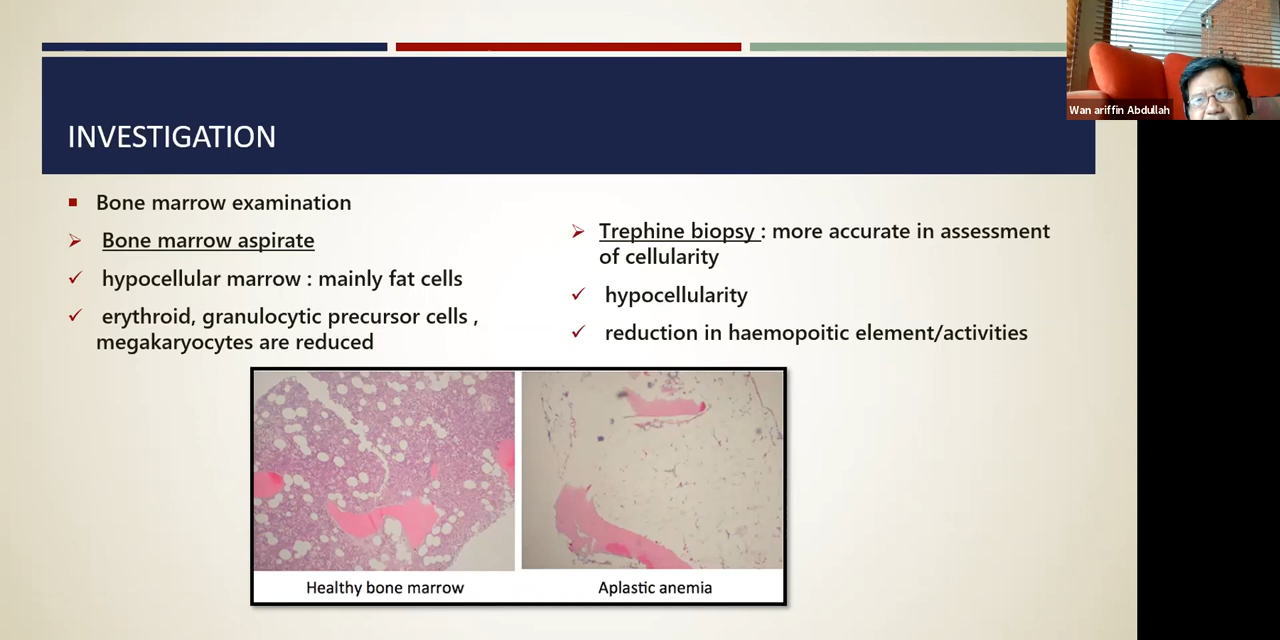 INVESTIGATION
Bone marrow examination
Bone marrow aspirate
hypocellular marrow : mainly fat cells
erythroid, granulocytic precursor cells ,
megakaryocytes are reduced
Trephine biopsy : more accurate in assessment
of cellularity
hypocellularity
reduction in haemopoitic element/activities
Healthy bone marrow
Aplastic anemia
Wan ariffin Abdullah